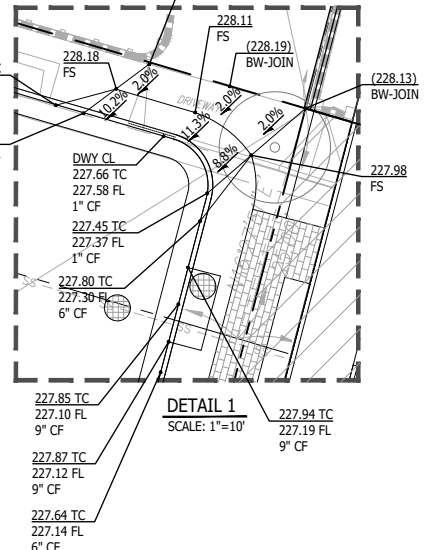 228.11
FS
(228.19)
BW-JOIN
228.18
FS
(228.13)
BW-JOIN
10.2%
2.0%
DRIVEWAY
2.0%
11.3%
2.0%
8.8%
227.98
FS
DWY CL
227.66 TC
227.58 FL
1" CF
227.45 TC
227.37 FL
1" CF
227.80 TC
227.30 FL
6" CF
SS
SS
227.85 TC
227.10 FL
9" CF
DETAIL 1
SCALE: 1"=10'
227.94 TC
227.19 FL
9" CF
227.87 TC
227.12 FL
9" CF
227.64 TC
227.14 FL
6" CF